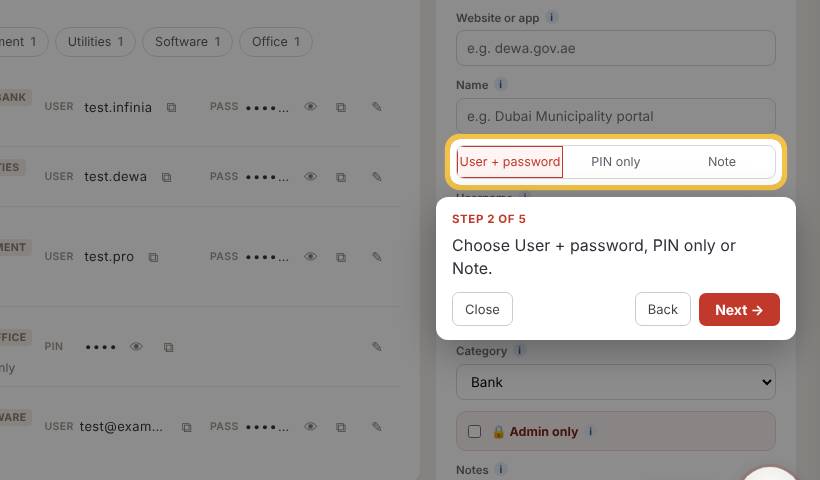 ment 1 Utilities 1 Software 1 Office 1
BANK USER test.infinia PASS ••••...
TIES USER test.dewa PASS ••••...
MENT USER test.pro PASS ••••...
FFICE PIN ••••
nly
WARE USER test@exam... PASS ••••...
Website or app i
e.g. dewa.gov.ae
Name i
e.g. Dubai Municipality portal
User + password PIN only Note
Username i
STEP 2 OF 5
Choose User + password, PIN only or
Note.
Close Back Next →
Category i
Bank
🔒 Admin only i
Notes i